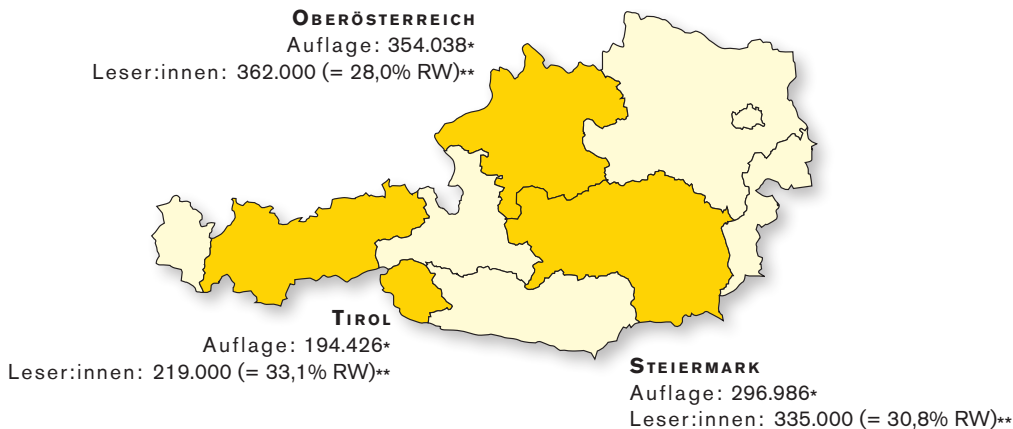 OBERÖSTERREICH
Auflage: 354.038*
Leser:innen: 362.000 (= 28,0% RW)**
TIROL
Auflage: 194.426*
Leser:innen: 219.000 (= 33,1% RW)**
STEIERMARK
Auflage: 296.986*
Leser:innen: 335.000 (= 30,8% RW)**